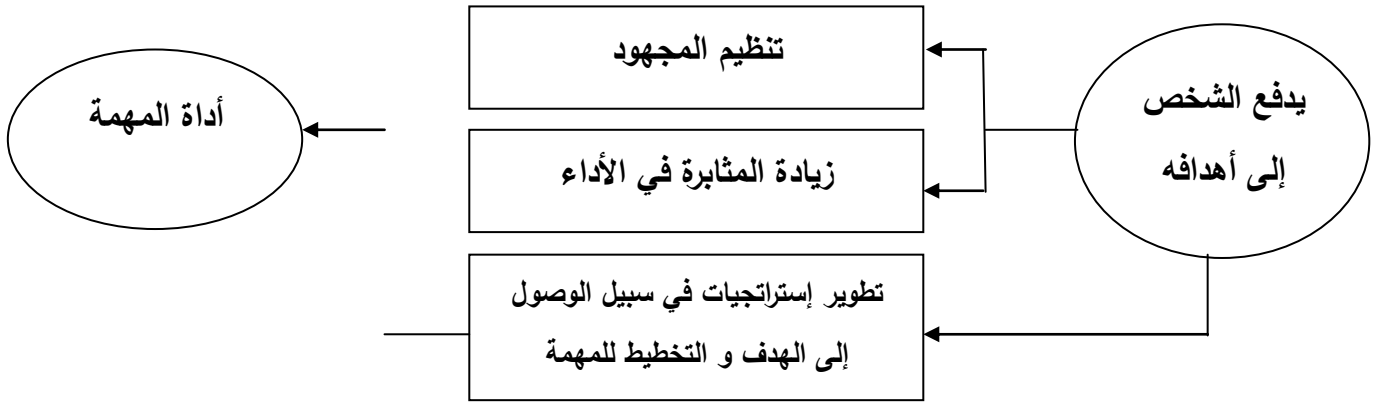 يدفع الشخص
إلى أهدافه
تنظيم المجهود
زيادة المثابرة في الأداء
تطوير إستراتجيات في سبيل الوصول
إلى الهدف و التخطيط للمهمة
أداة المهمة